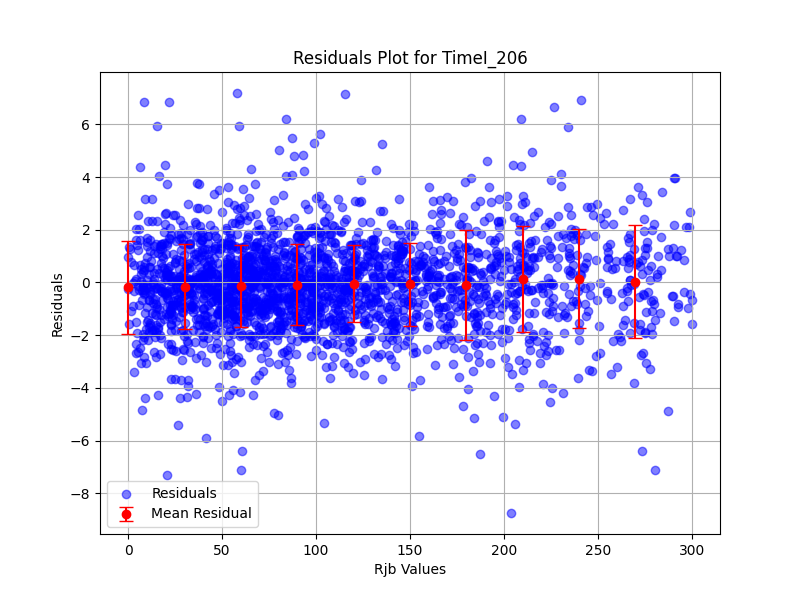 Residuals Plot for TimeI_206
Residuals
6
4
2
0
−2
−4
−6
−8
Residuals
Mean Residual
0 50 100 150 200 250 300
Rjb Values